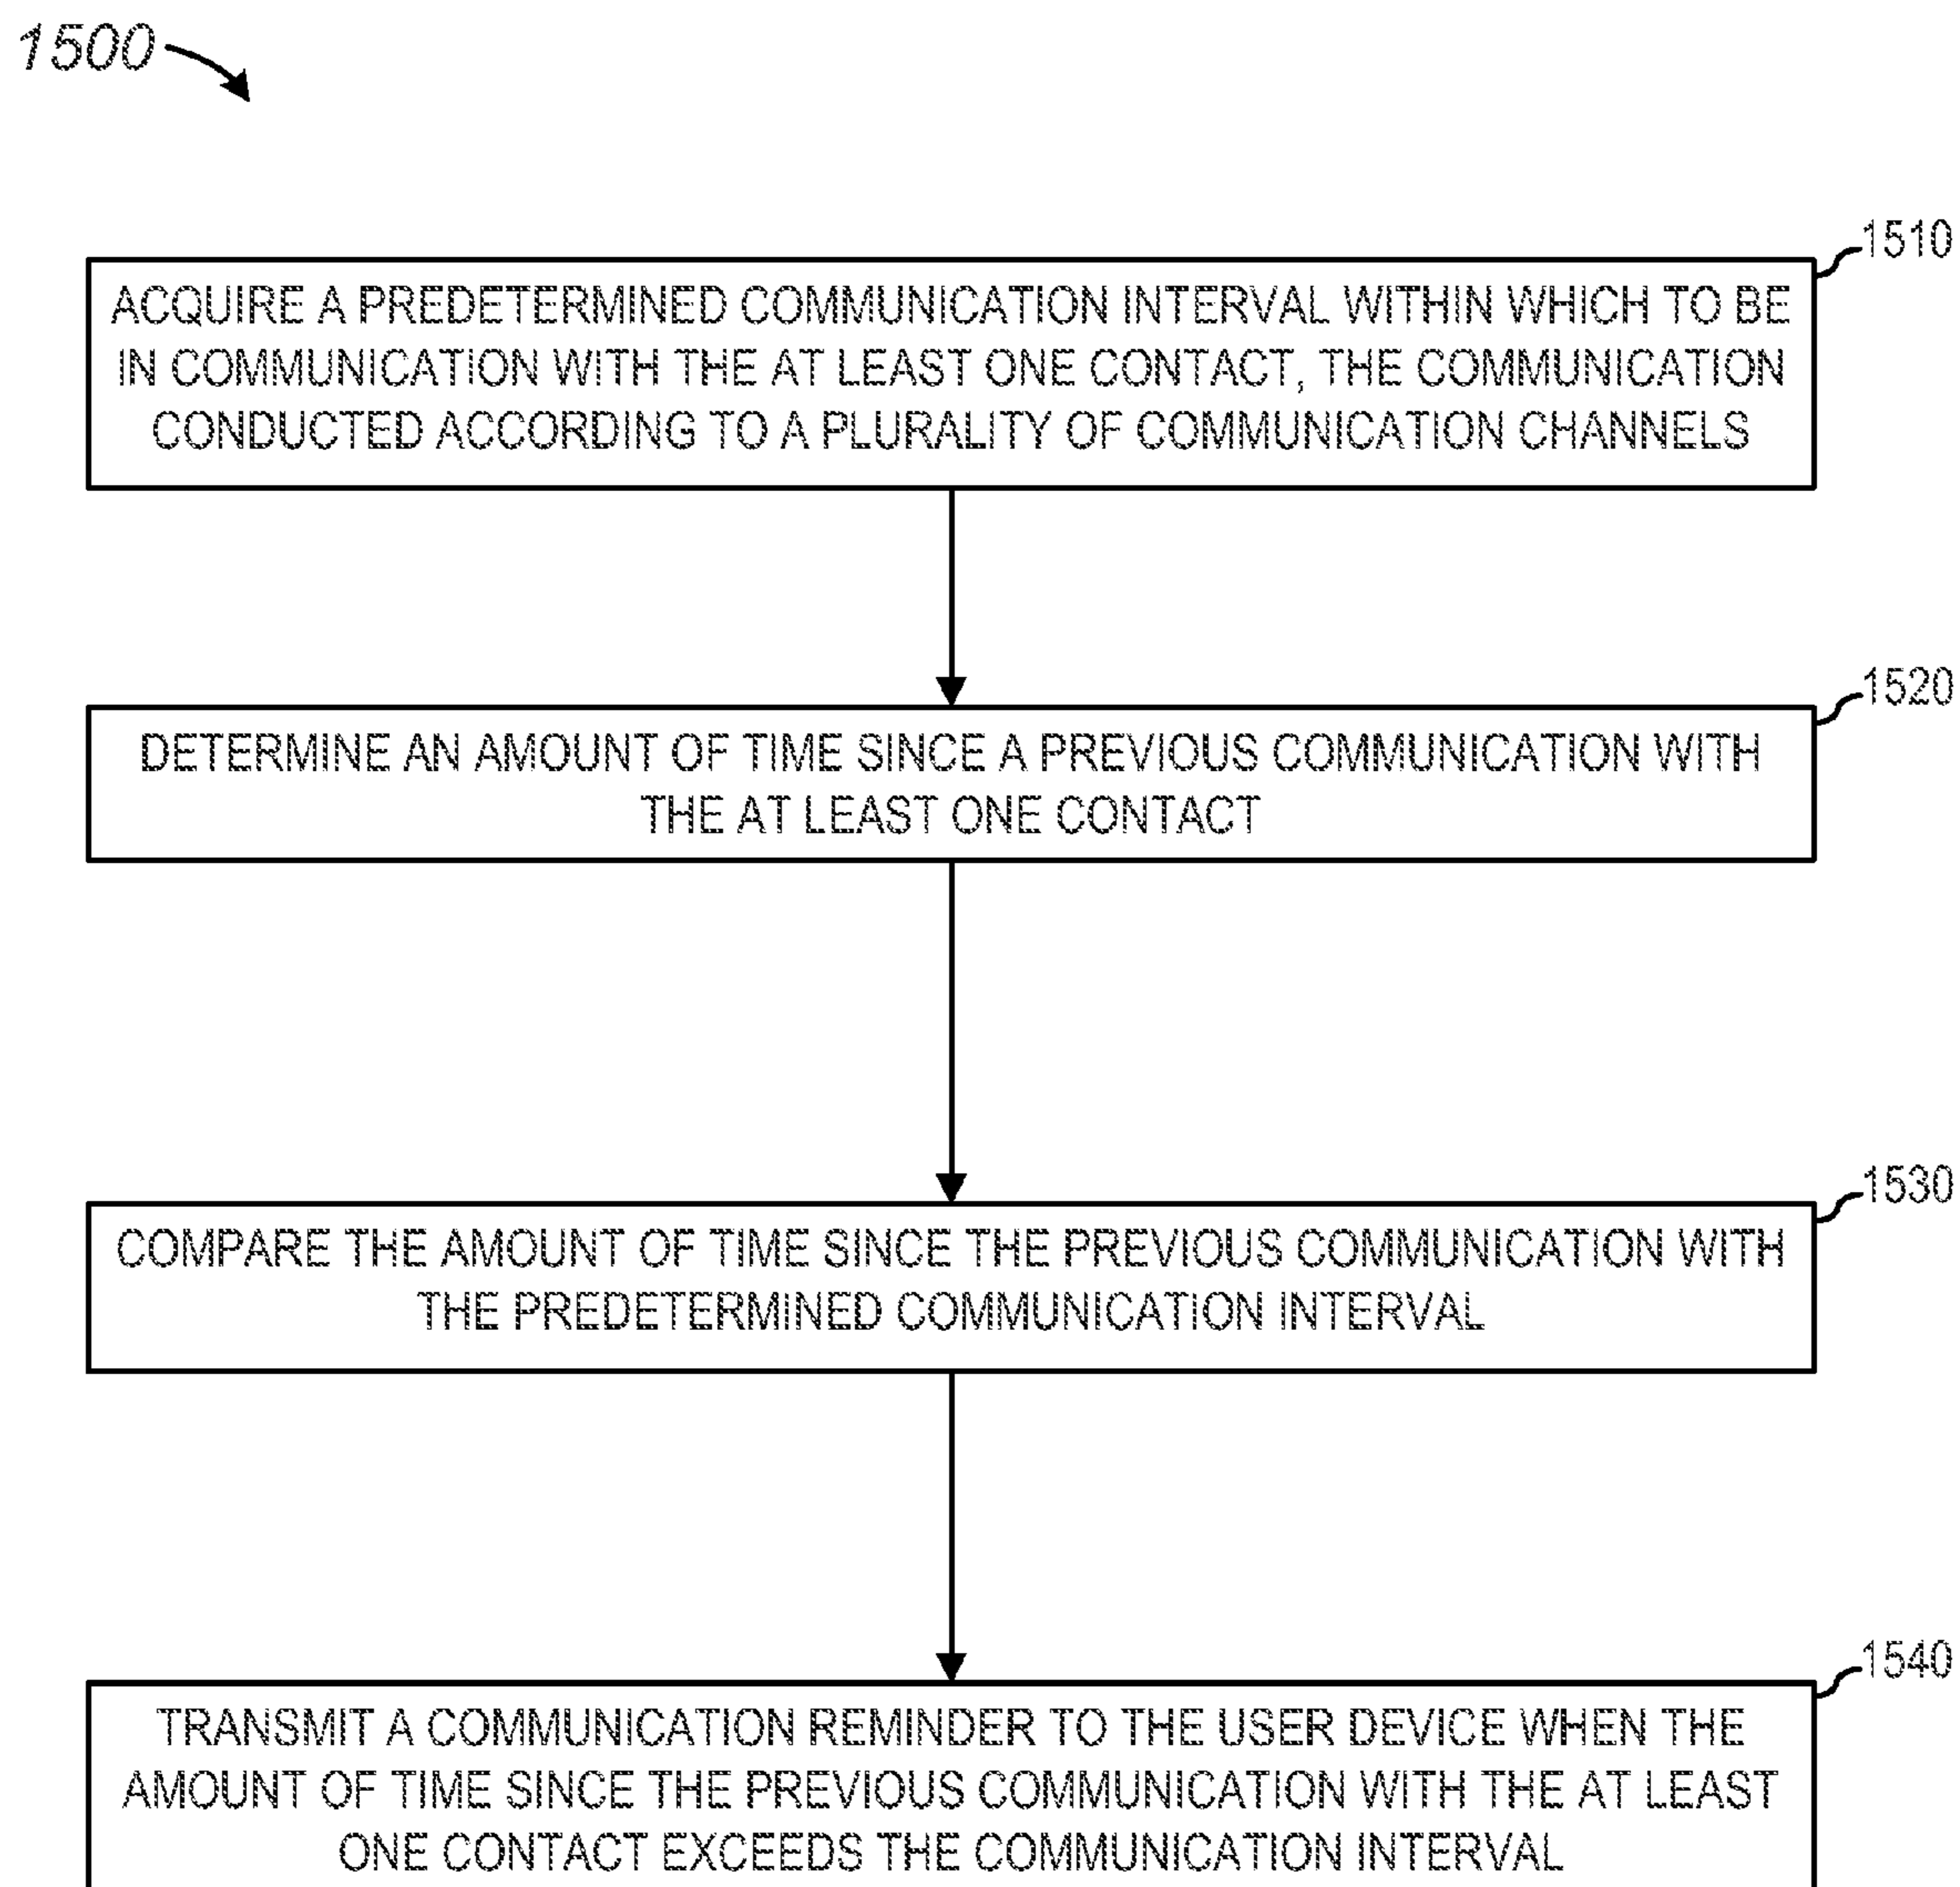 1500
1510
ACQUIRE A PREDETERMINED COMMUNICATION INTERVAL WITHIN WHICH TO BE
IN COMMUNICATION WITH THE AT LEAST ONE CONTACT, THE COMMUNICATION
CONDUCTED ACCORDING TO A PLURALITY OF COMMUNICATION CHANNELS
1520
DETERMINE AN AMOUNT OF TIME SINCE A PREVIOUS COMMUNICATION WITH
THE AT LEAST ONE CONTACT
1530
COMPARE THE AMOUNT OF TIME SINCE THE PREVIOUS COMMUNICATION WITH
THE PREDETERMINED COMMUNICATION INTERVAL
1540
TRANSMIT A COMMUNICATION REMINDER TO THE USER DEVICE WHEN THE
AMOUNT OF TIME SINCE THE PREVIOUS COMMUNICATION WITH THE AT LEAST
ONE CONTACT EXCEEDS THE COMMUNICATION INTERVAL